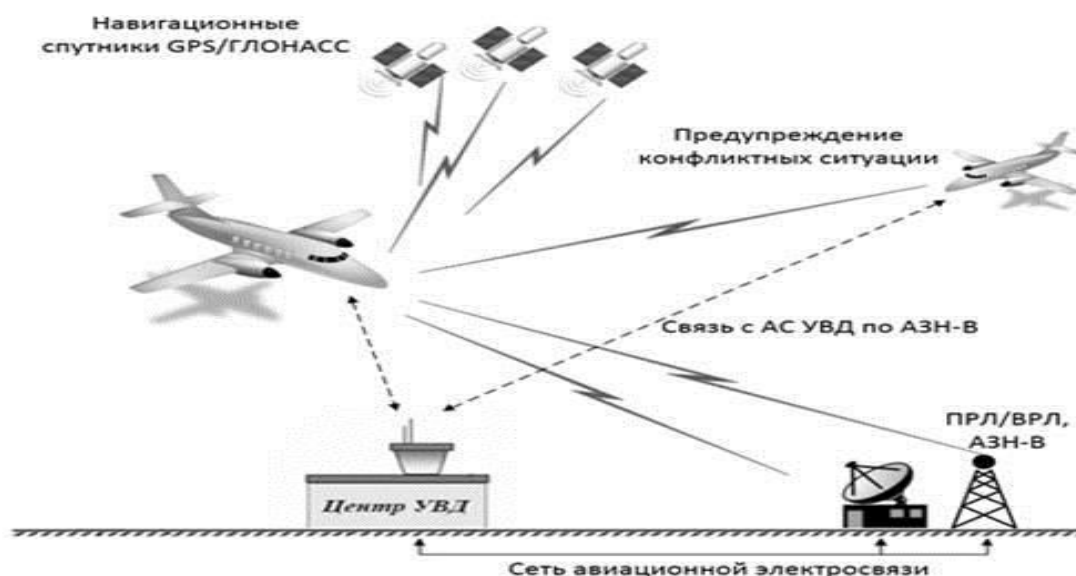 Навигационные
спутники GPS/ГЛОНАСС
Предупреждение
конфликтных ситуации
Связь с АС УВД по АЗН-В
ПРЛ/ВРЛ,
АЗН-В
Центр УВД
Сеть авиационной электросвязи